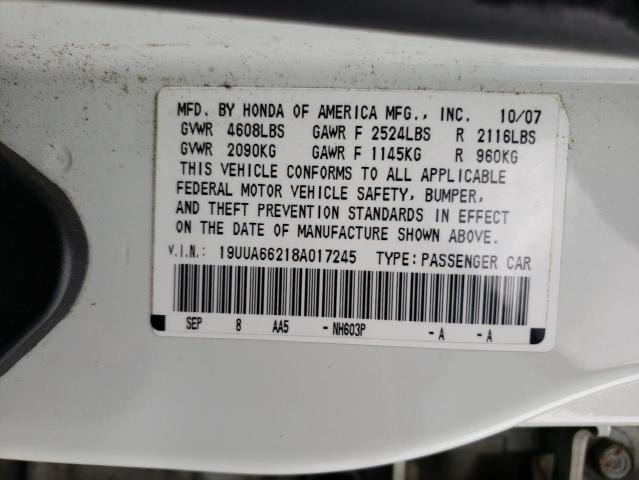 MFD. BY HONDA OF AMERICA MFG., INC. 10/07
GVWR 4608LBS GAWR F 2524LBS R 2116LBS
GVWR 2090KG GAWR F 1145KG R 960KG
THIS VEHICLE CONFORMS TO ALL APPLICABLE
FEDERAL MOTOR VEHICLE SAFETY, BUMPER,
AND THEFT PREVENTION STANDARDS IN EFFECT
ON THE DATE OF MANUFACTURE SHOWN ABOVE.
V.I.N.: 19UUA66218A017245 TYPE: PASSENGER CAR
SEP 8 AA5 -NH603P -A -A